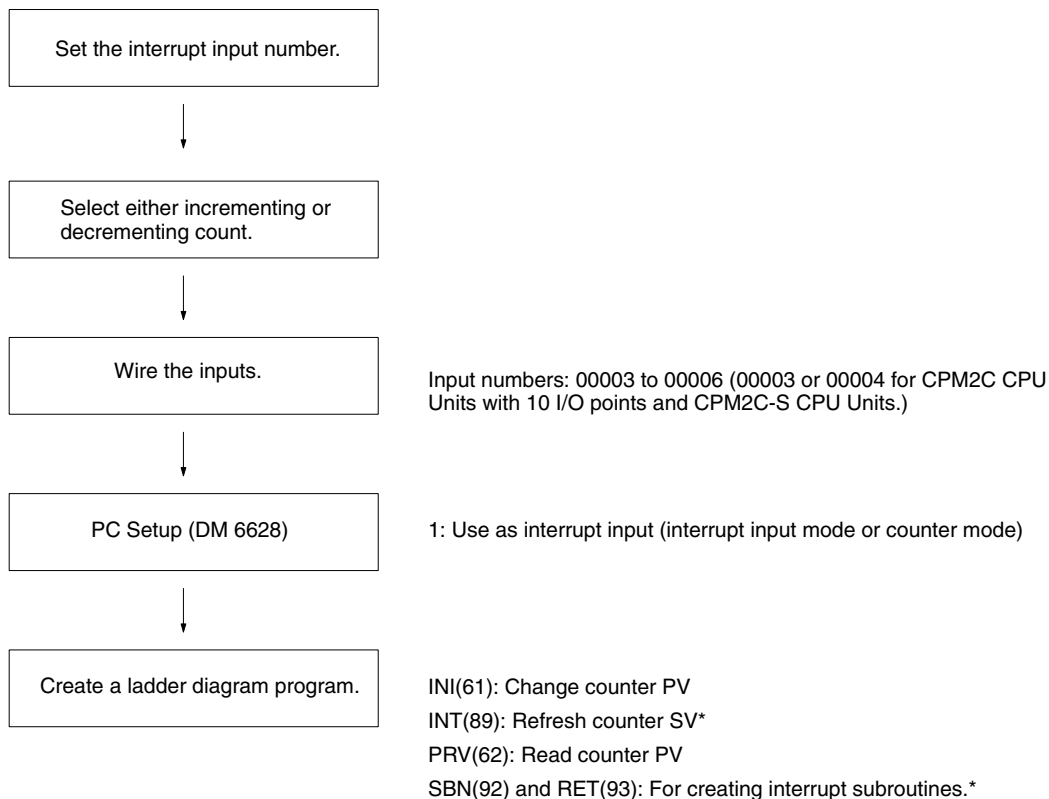 Set the interrupt input number.
Select either incrementing or
decrementing count.
Wire the inputs.
Input numbers: 00003 to 00006 (00003 or 00004 for CPM2C CPU
Units with 10 I/O points and CPM2C-S CPU Units.)
PC Setup (DM 6628)
1: Use as interrupt input (interrupt input mode or counter mode)
Create a ladder diagram program.
INI(61): Change counter PV
INT(89): Refresh counter SV*
PRV(62): Read counter PV
SBN(92) and RET(93): For creating interrupt subroutines.*